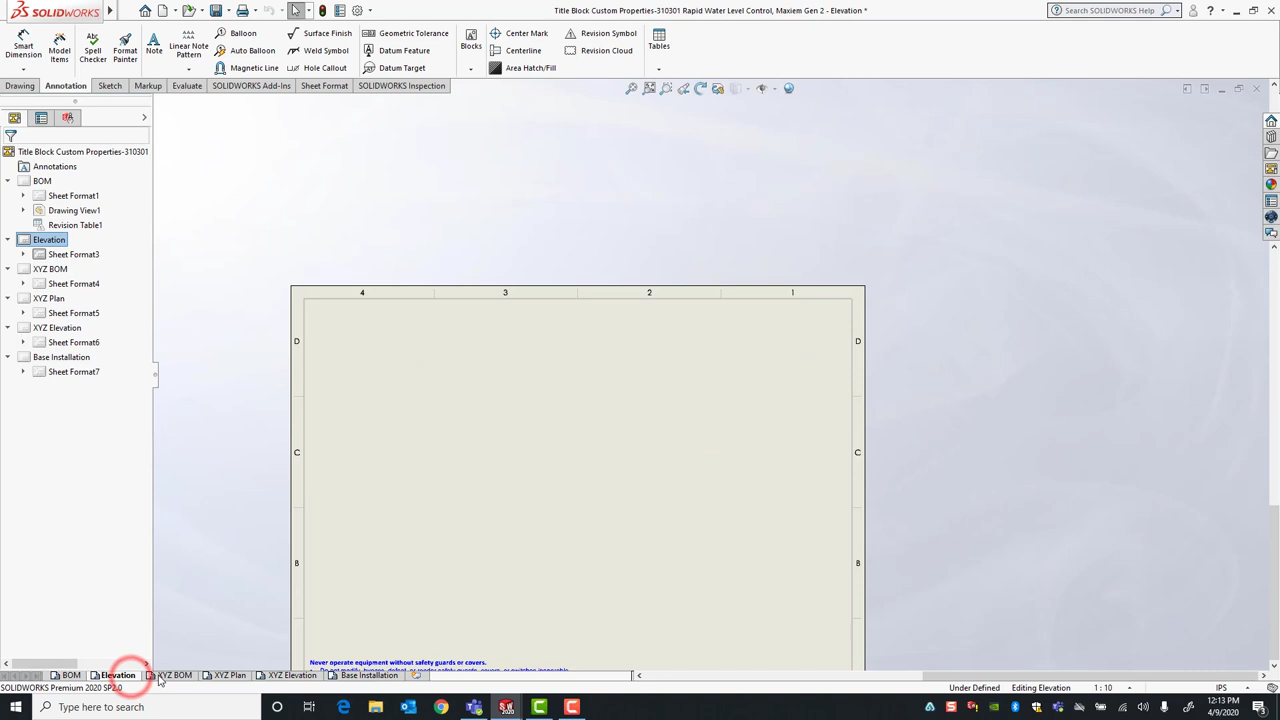 SOLIDWORKS
Title Block Custom Properties-310301 Rapid Water Level Control, Maxiem Gen 2 - Elevation *
Search SOLIDWORKS Help
Smart Dimension
Model Items
Spell Checker
Format Painter
Note
Linear Note Pattern
Balloon
Auto Balloon
Magnetic Line
Surface Finish
Weld Symbol
Hole Callout
Geometric Tolerance
Datum Feature
Datum Target
Blocks
Center Mark
Centerline
Area Hatch/Fill
Revision Symbol
Revision Cloud
Tables
Drawing
Annotation
Sketch
Markup
Evaluate
SOLIDWORKS Add-Ins
Sheet Format
SOLIDWORKS Inspection
Title Block Custom Properties-310301
Annotations
BOM
Sheet Format1
Drawing View1
Revision Table1
Elevation
Sheet Format3
XYZ BOM
Sheet Format4
XYZ Plan
Sheet Format5
XYZ Elevation
Sheet Format6
Base Installation
Sheet Format7
4 3 2 1
D D
C C
B B
Never operate equipment without safety guards or covers.
BOM Elevation XYZ BOM XYZ Plan XYZ Elevation Base Installation
SOLIDWORKS Premium 2020 SP2.0
Under Defined Editing Elevation 1 : 10 IPS
Type here to search
12:13 PM
4/9/2020